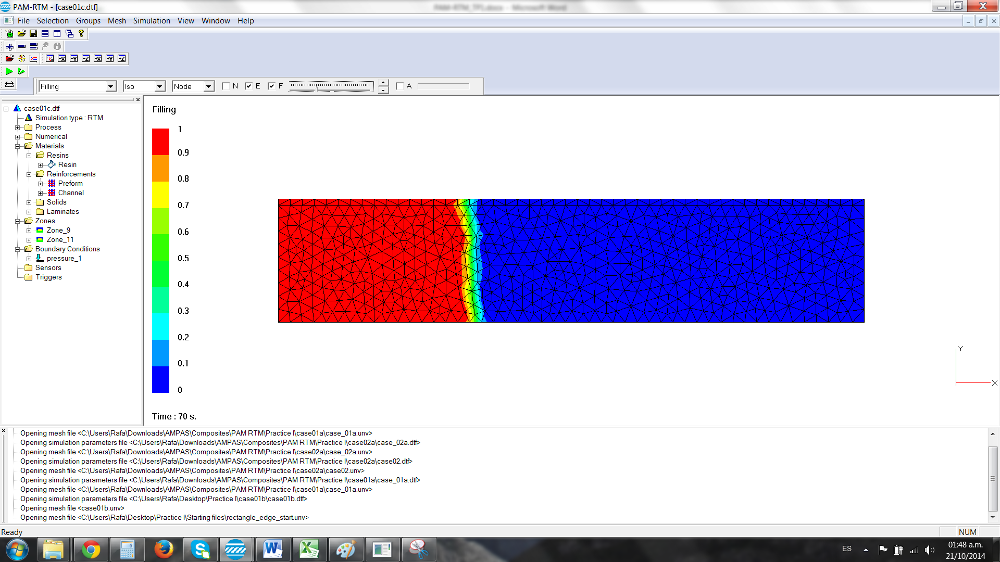 PAM-RTM - [case01c.dtf]
PAM-RTM_TP1.docx - Microsoft Word
File Selection Groups Mesh Simulation View Window Help
-X -Y -Z +X +Y +Z
Filling Iso Node N E F A
case01c.dtf
Simulation type : RTM
Process
Numerical
Materials
Resins
Resin
Reinforcements
Preform
Channel
Solids
Laminates
Zones
Zone_9
Zone_11
Boundary Conditions
pressure_1
Sensors
Triggers
Filling
1
0.9
0.8
0.7
0.6
0.5
0.4
0.3
0.2
0.1
0
Time : 70 s.
Y
X
Opening mesh file <C:\Users\Rafa\Downloads\AMPAS\Composites\PAM RTM\Practice I\case01a\case_01a.unv>
Opening simulation parameters file <C:\Users\Rafa\Downloads\AMPAS\Composites\PAM RTM\Practice I\case02a\case_02a.dtf>
Opening mesh file <C:\Users\Rafa\Downloads\AMPAS\Composites\PAM RTM\Practice I\case02a\case_02a.unv>
Opening simulation parameters file <C:\Users\Rafa\Downloads\AMPAS\Composites\PAM RTM\Practice I\case02a\case02.dtf>
Opening mesh file <C:\Users\Rafa\Downloads\AMPAS\Composites\PAM RTM\Practice I\case02a\case02.unv>
Opening simulation parameters file <C:\Users\Rafa\Downloads\AMPAS\Composites\PAM RTM\Practice I\case01a\case_01a.dtf>
Opening mesh file <C:\Users\Rafa\Downloads\AMPAS\Composites\PAM RTM\Practice I\case01a\case_01a.unv>
Opening simulation parameters file <C:\Users\Rafa\Desktop\Practice I\case01b\case01b.dtf>
Opening mesh file <case01b.unv>
Opening mesh file <C:\Users\Rafa\Desktop\Practice I\Starting files\rectangle_edge_start.unv>
Ready
NUM
ES
01:48 a.m.
21/10/2014